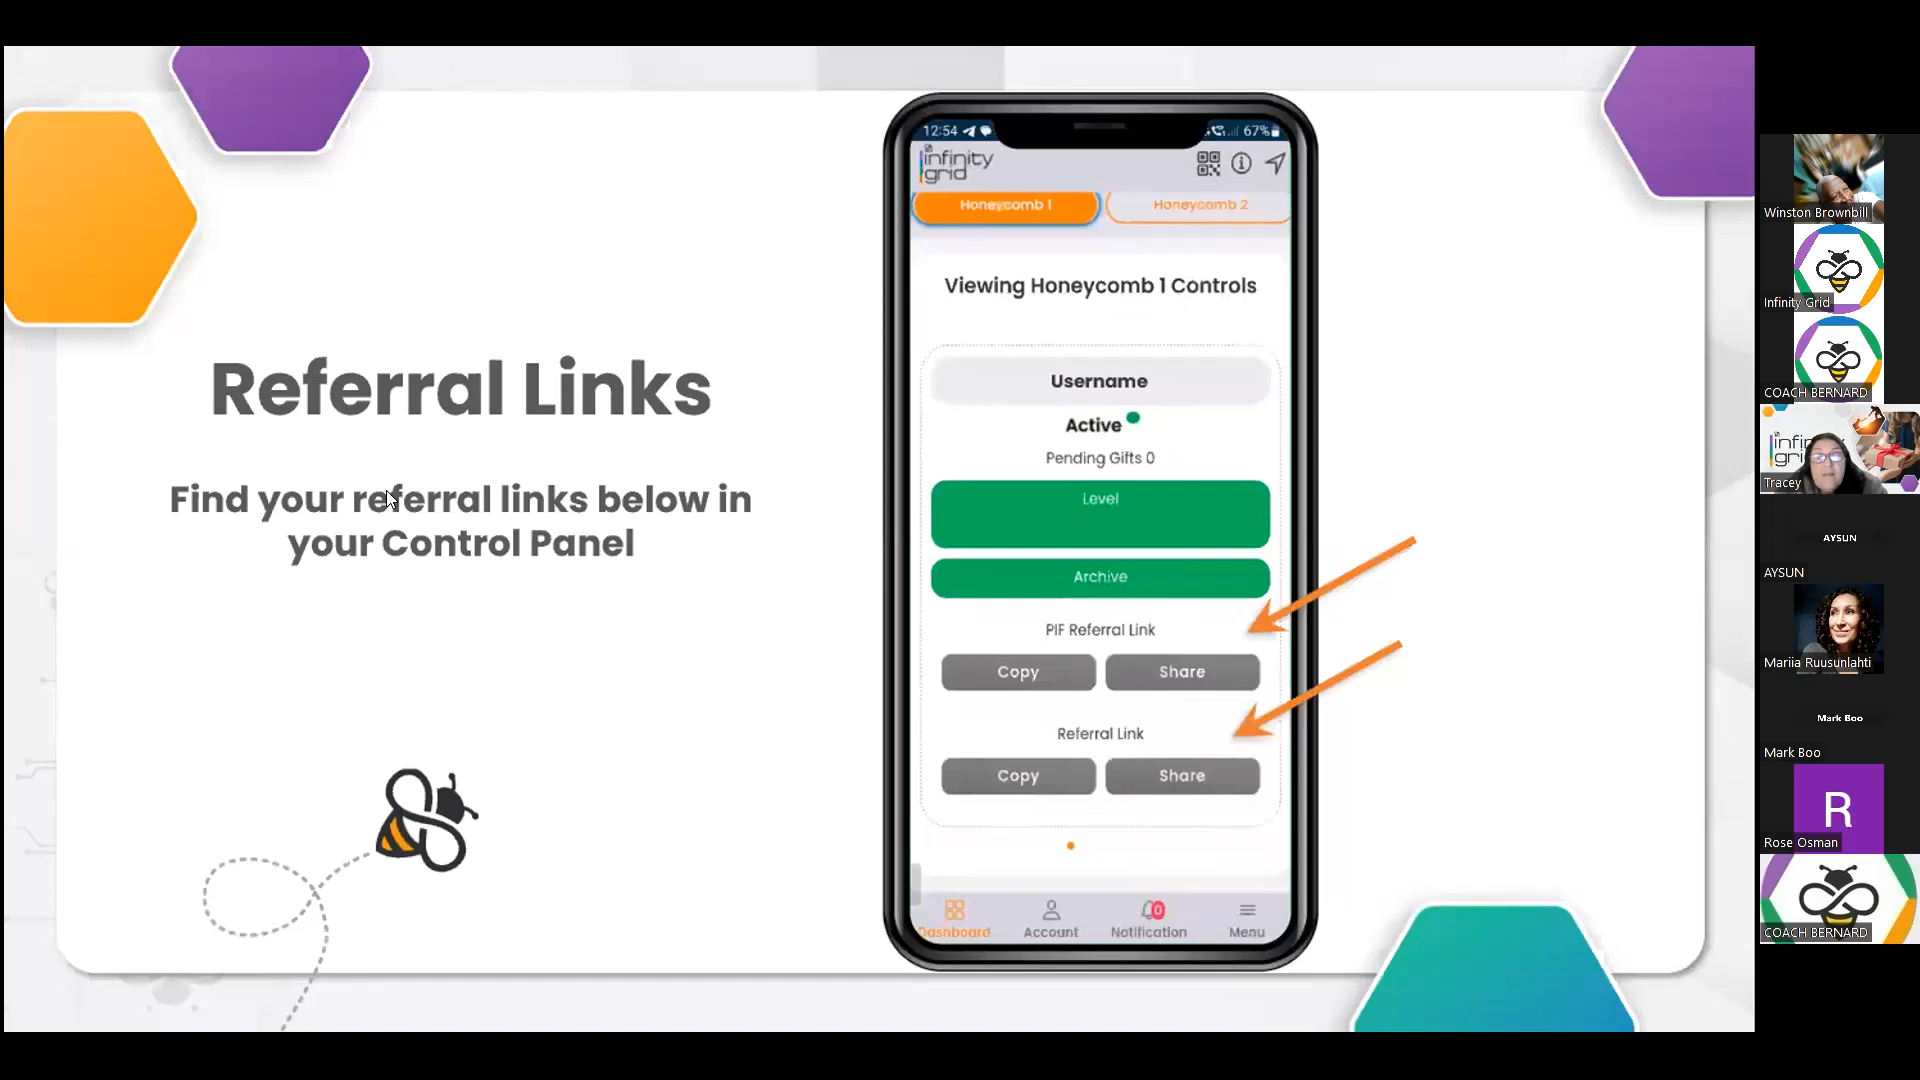 Referral Links
Find your referral links below in
your Control Panel
12:54
67%
infinity
grid
Honeycomb 1
Honeycomb 2
Viewing Honeycomb 1 Controls
Username
Active
Pending Gifts 0
Level
Archive
PIF Referral Link
Copy
Share
Referral Link
Copy
Share
Dashboard
Account
0
Notification
Menu
Winston Brownbill
Infinity Grid
COACH BERNARD
Tracey
AYSUN
AYSUN
Mariia Ruusunlahti
Mark Boo
Mark Boo
R
Rose Osman
COACH BERNARD